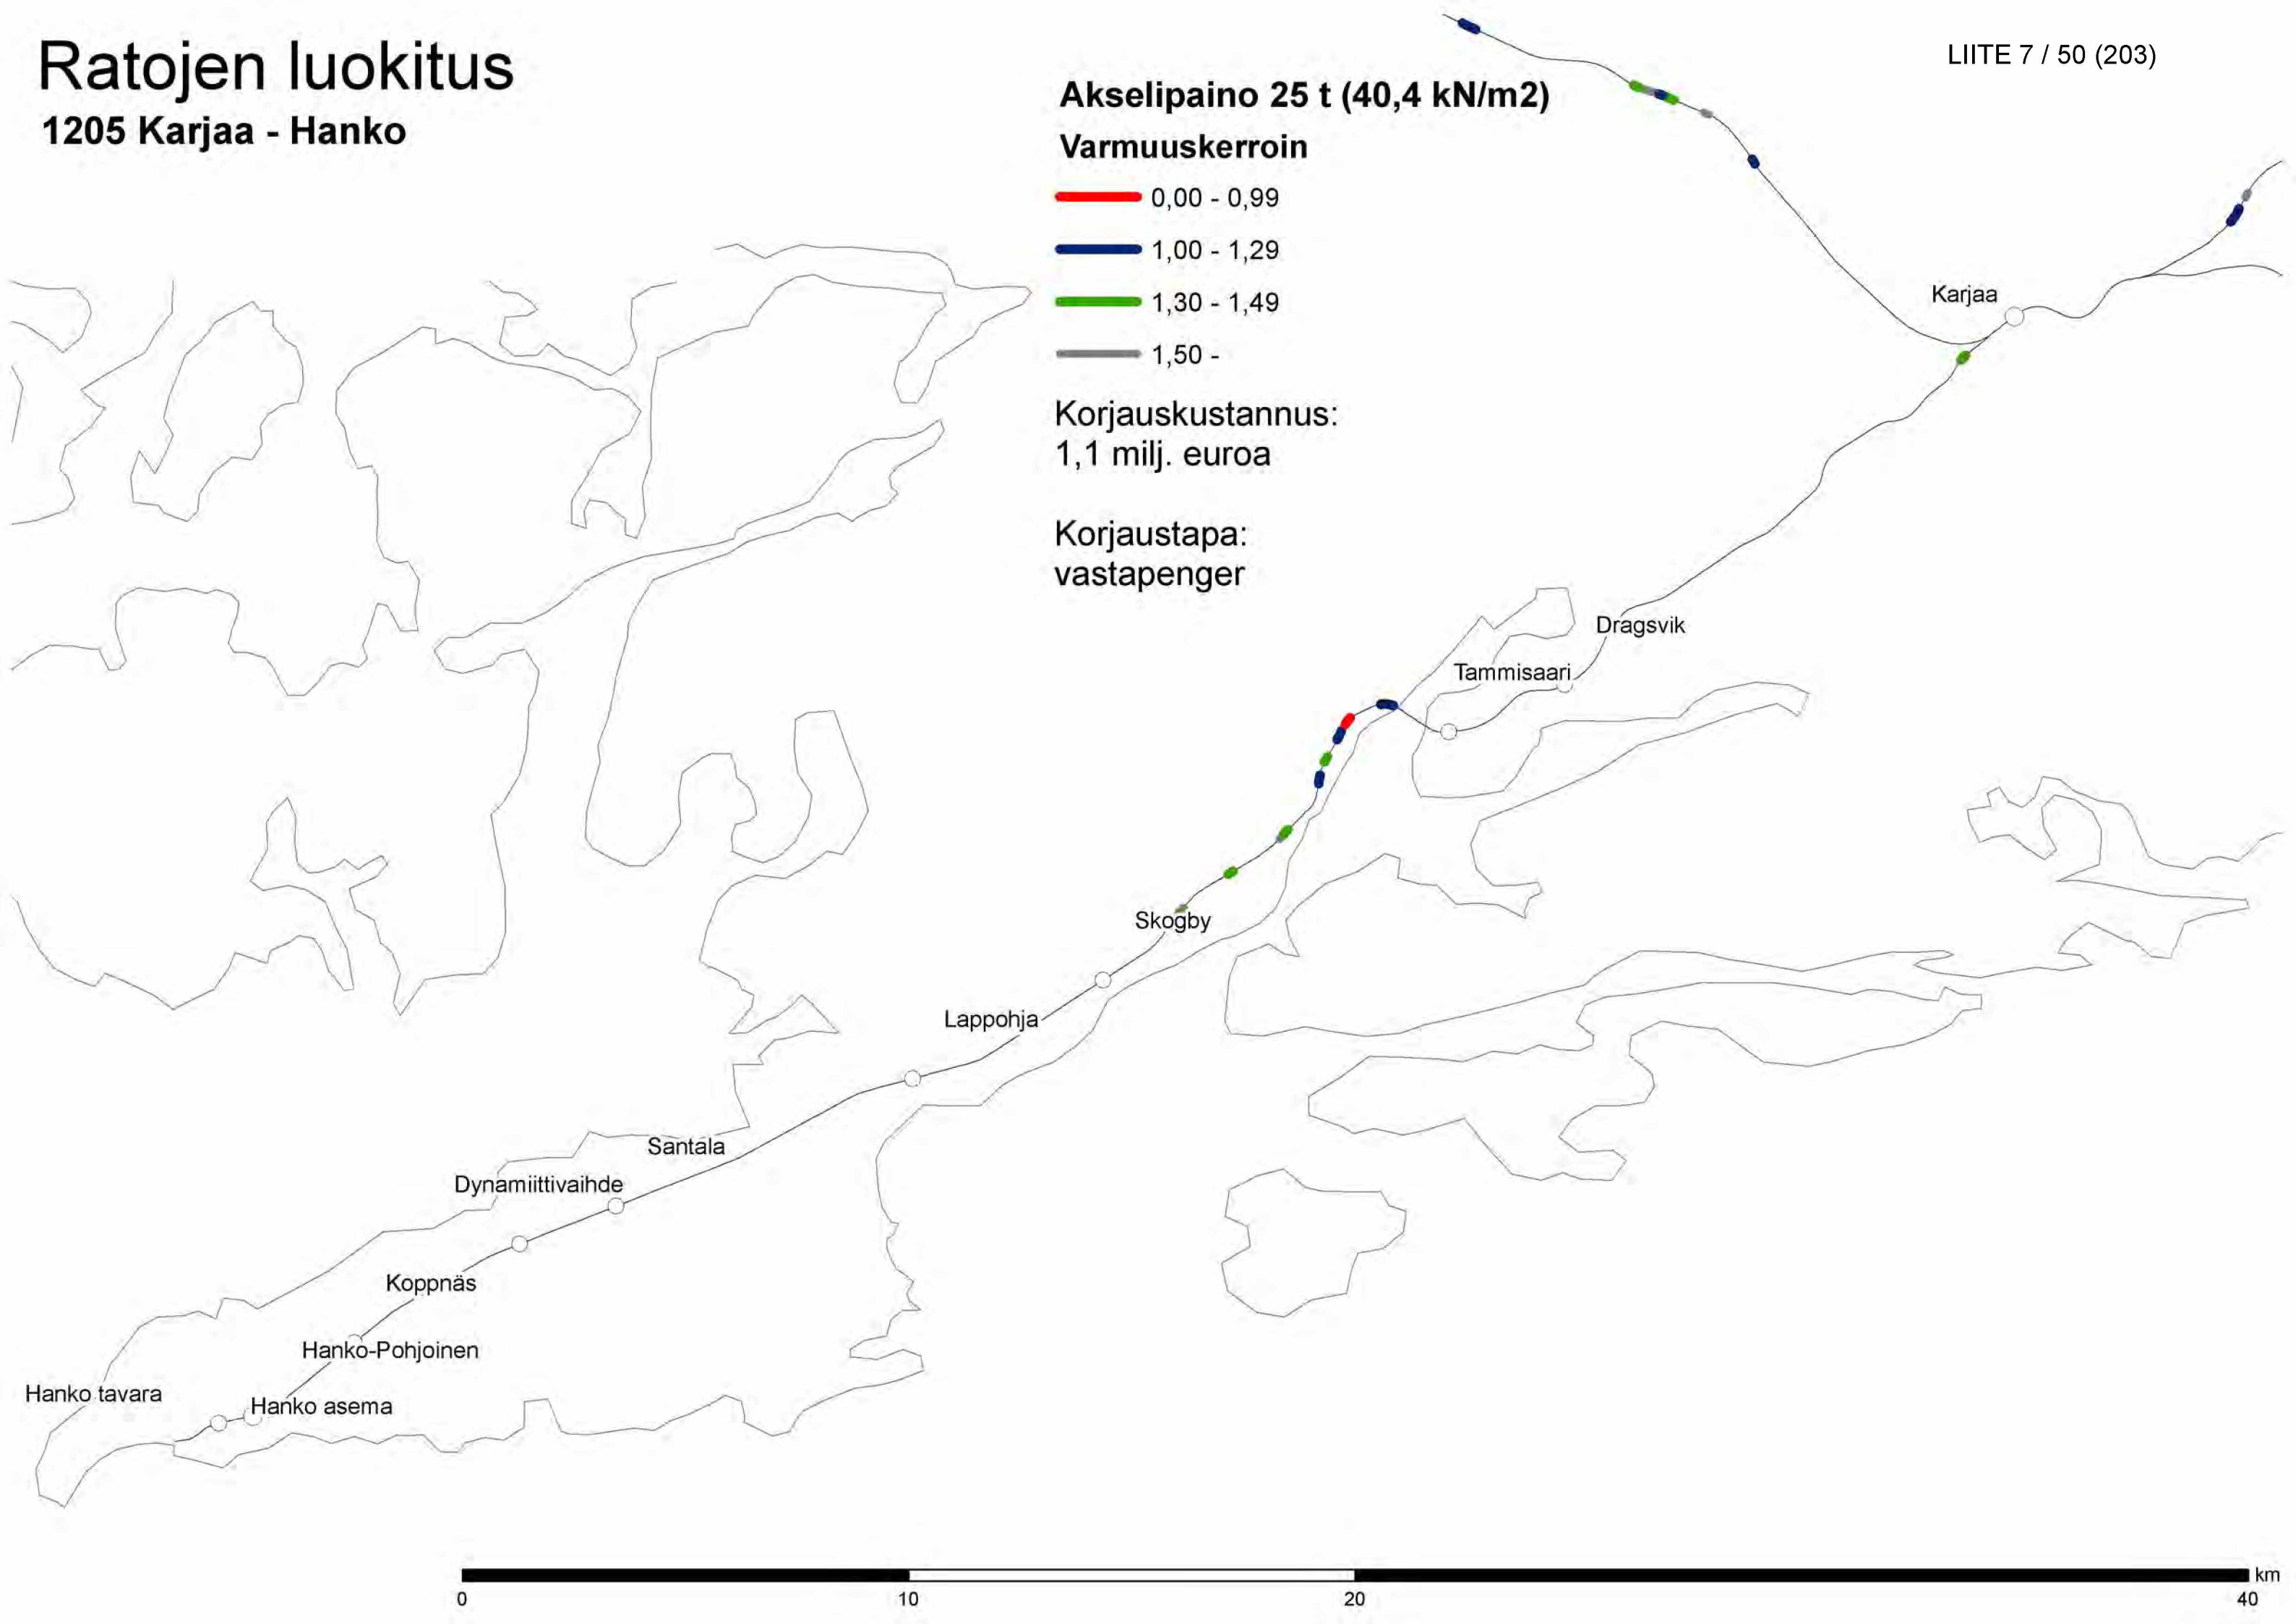 Ratojen luokitus
1205 Karjaa - Hanko
LIITE 7 / 50 (203)
Akselipaino 25 t (40,4 kN/m2)
Varmuuskerroin
0,00 - 0,99
1,00 - 1,29
1,30 - 1,49
1,50 -
Korjauskustannus:
1,1 milj. euroa
Korjaustapa:
vastapenger
Karjaa
Dragsvik
Tammisaari
Skogby
Lappohja
Santala
Dynamiittivaihde
Koppnäs
Hanko-Pohjoinen
Hanko tavara
Hanko asema
km
0
10
20
40